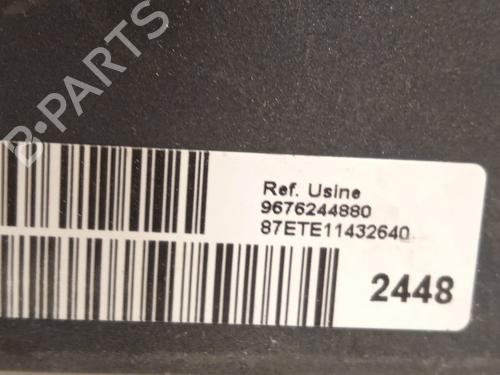 B-PARTS
Ref. Usine
9676244880
87ETE11432640
2448